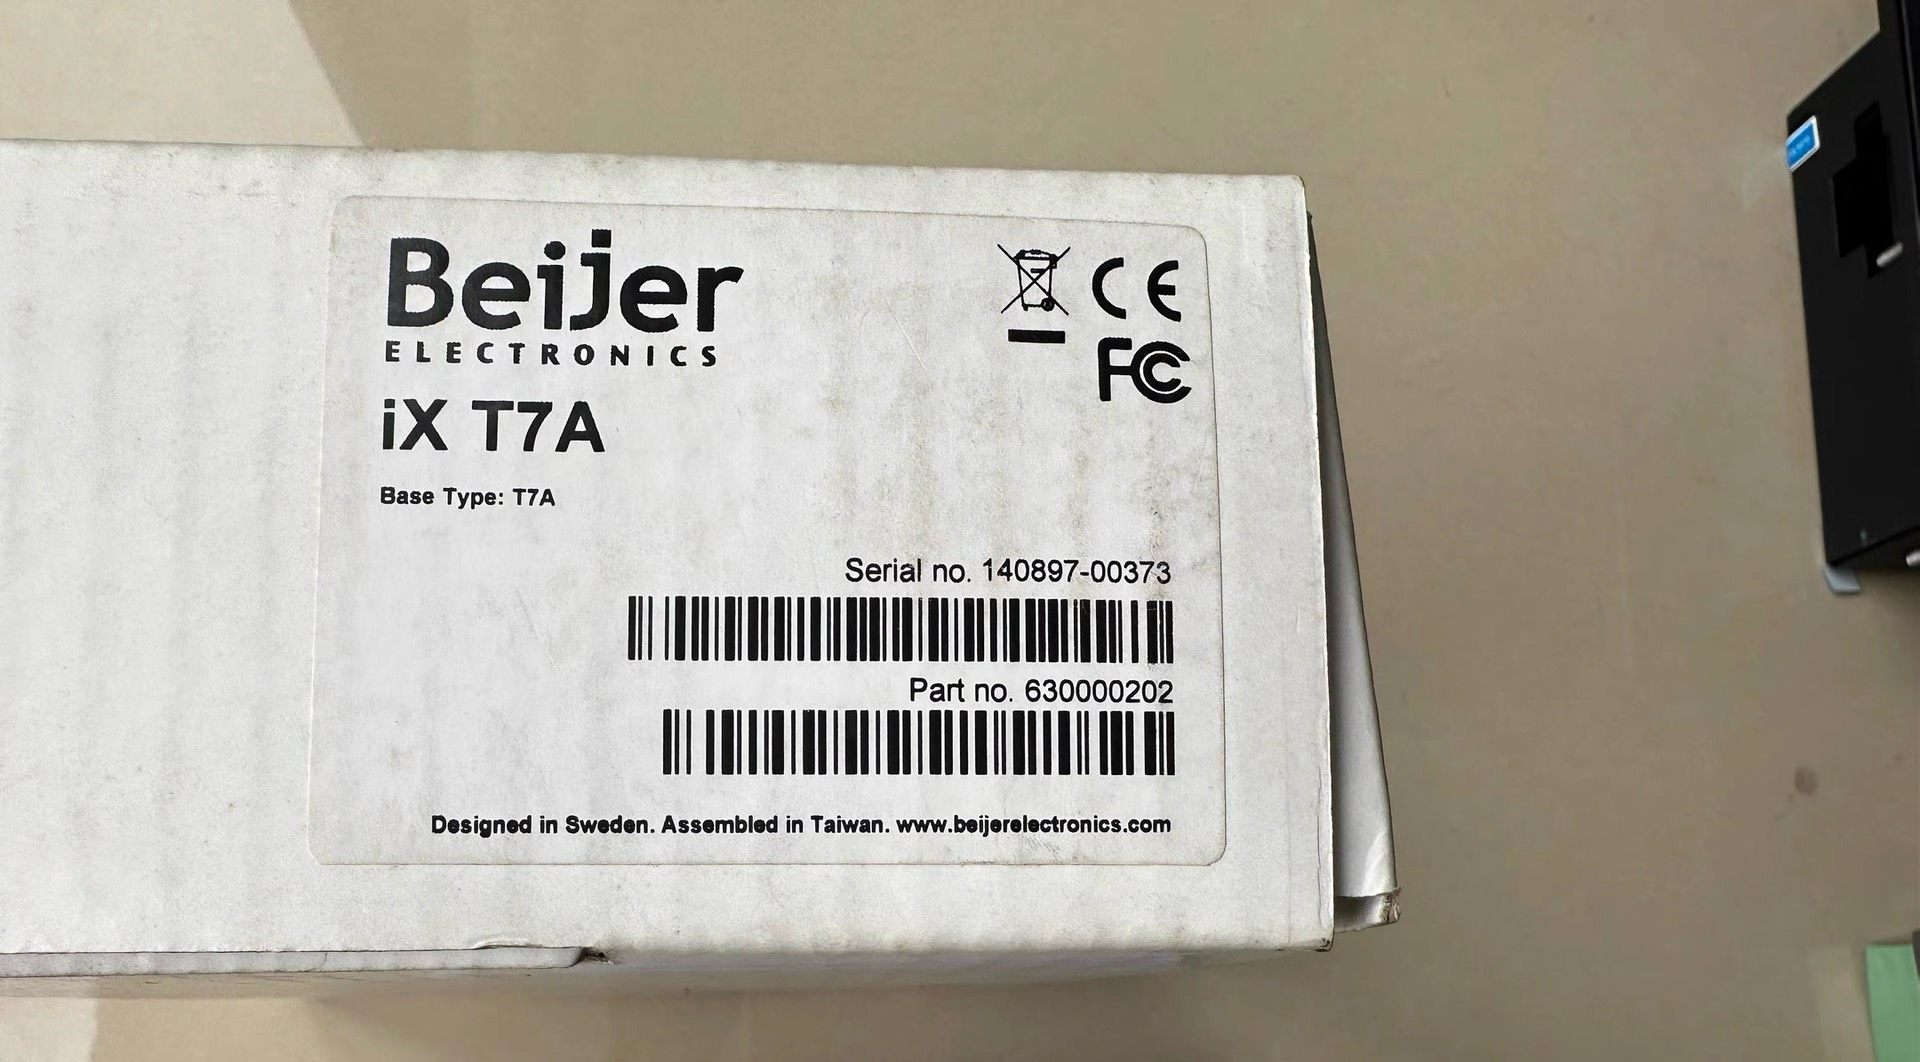 Beijer
ELECTRONICS
CE
FC
iX T7A
Base Type: T7A
Serial no. 140897-00373
Part no. 630000202
Designed in Sweden. Assembled in Taiwan. www.beijerelectronics.com